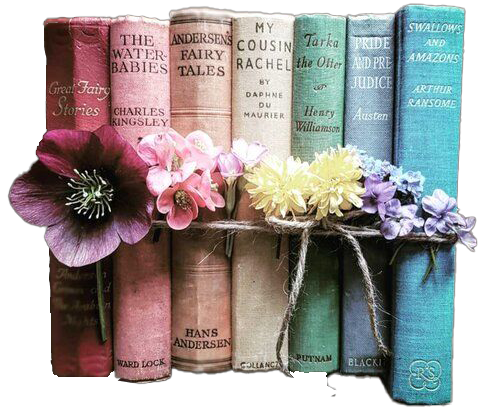 Great Fairy
Stories
THE
WATER-
BABIES
CHARLES
KINGSLEY
WARD LOCK
ANDERSEN'S
FAIRY
TALES
HANS
ANDERSEN
MY
COUSIN
RACHEL
BY
DAPHNE
DU
MAURIER
GOLLANCZ
Tarka
the Otter
Henry
Williamson
PUTNAM
PRIDE
AND PRE-
JUDICE
Austen
BLACKI
SWALLOWS
AND
AMAZONS
ARTHUR
RANSOME